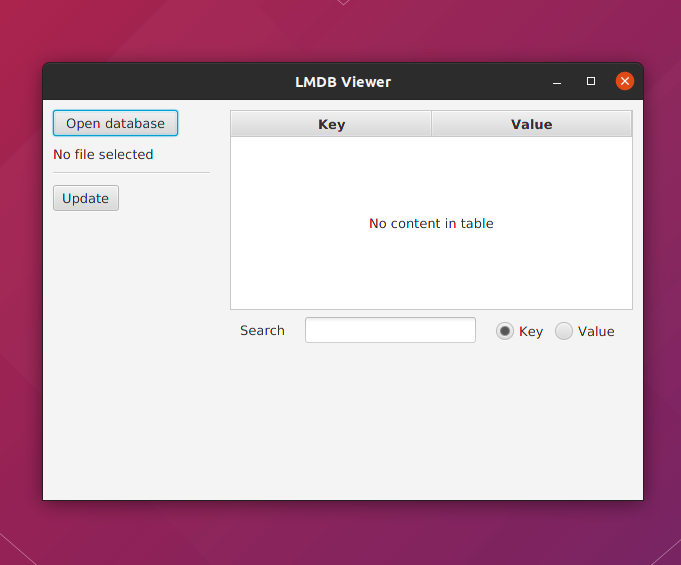 LMDB Viewer
Open database
No file selected
Update
Key Value
No content in table
Search Key Value